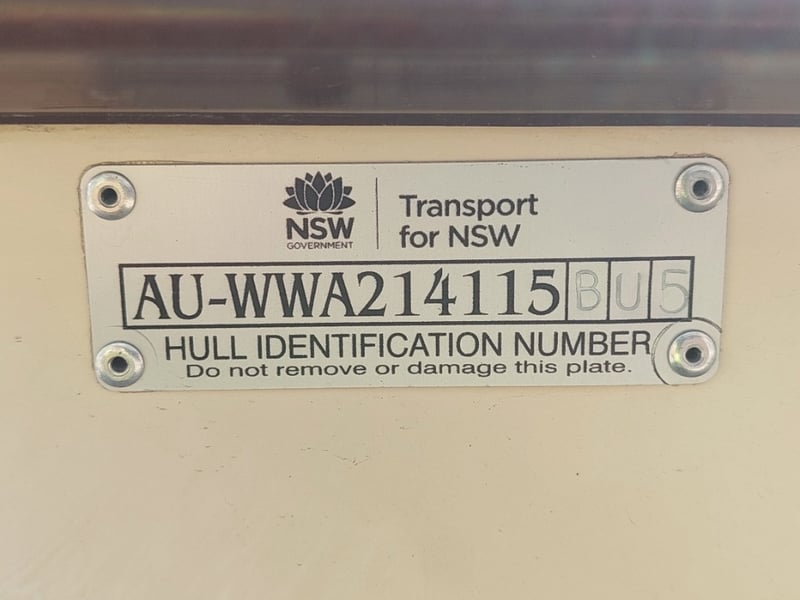 NSW
GOVERNMENT
Transport
for NSW
AU-WWA214115BU5
HULL IDENTIFICATION NUMBER
Do not remove or damage this plate.